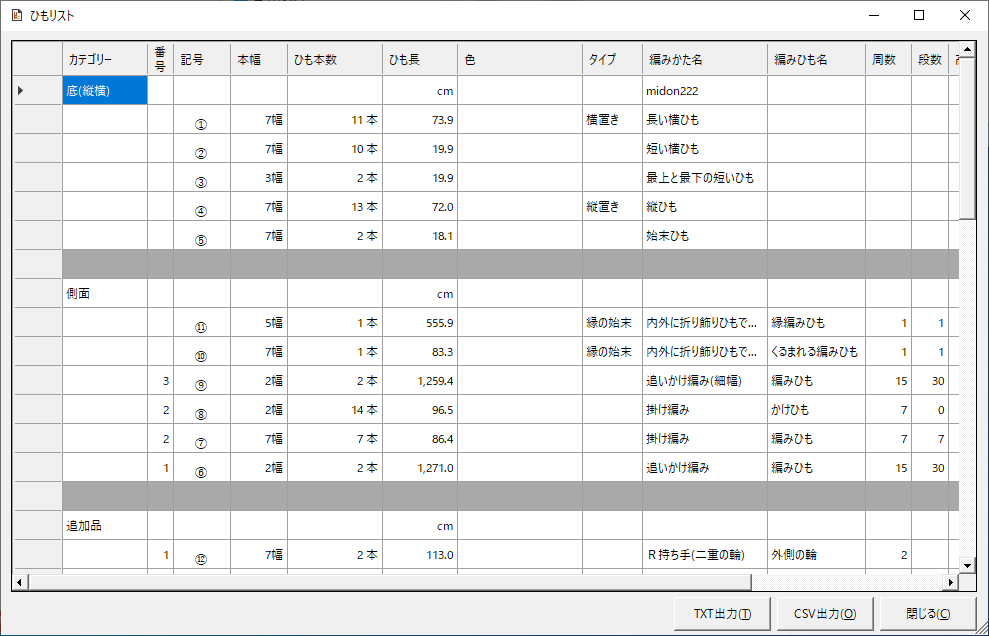 ひもリスト
カテゴリー 番号 記号 本幅 ひも本数 ひも長 色 タイプ 編みかた名 編みひも名 周数 段数
底(縦横) cm midon222
① 7幅 11 本 73.9 横置き 長い横ひも
② 7幅 10 本 19.9 短い横ひも
③ 3幅 2 本 19.9 最上と最下の短いひも
④ 7幅 13 本 72.0 縦置き 縦ひも
⑤ 7幅 2 本 18.1 始末ひも
側面 cm
⑪ 5幅 1 本 555.9 縁の始末 内外に折り飾りひもで... 縁編みひも 1 1
⑩ 7幅 1 本 83.3 縁の始末 内外に折り飾りひもで... くるまれる編みひも 1 1
3 ⑨ 2幅 2 本 1,259.4 追いかけ編み(細幅) 編みひも 15 30
2 ⑧ 2幅 14 本 96.5 掛け編み かけひも 7 0
2 ⑦ 7幅 7 本 86.4 掛け編み 編みひも 7 7
1 ⑥ 2幅 2 本 1,271.0 追いかけ編み 編みひも 15 30
追加品 cm
1 ⑫ 7幅 2 本 113.0 Ｒ持ち手(二重の輪) 外側の輪 2
TXT出力(T) CSV出力(O) 閉じる(C)